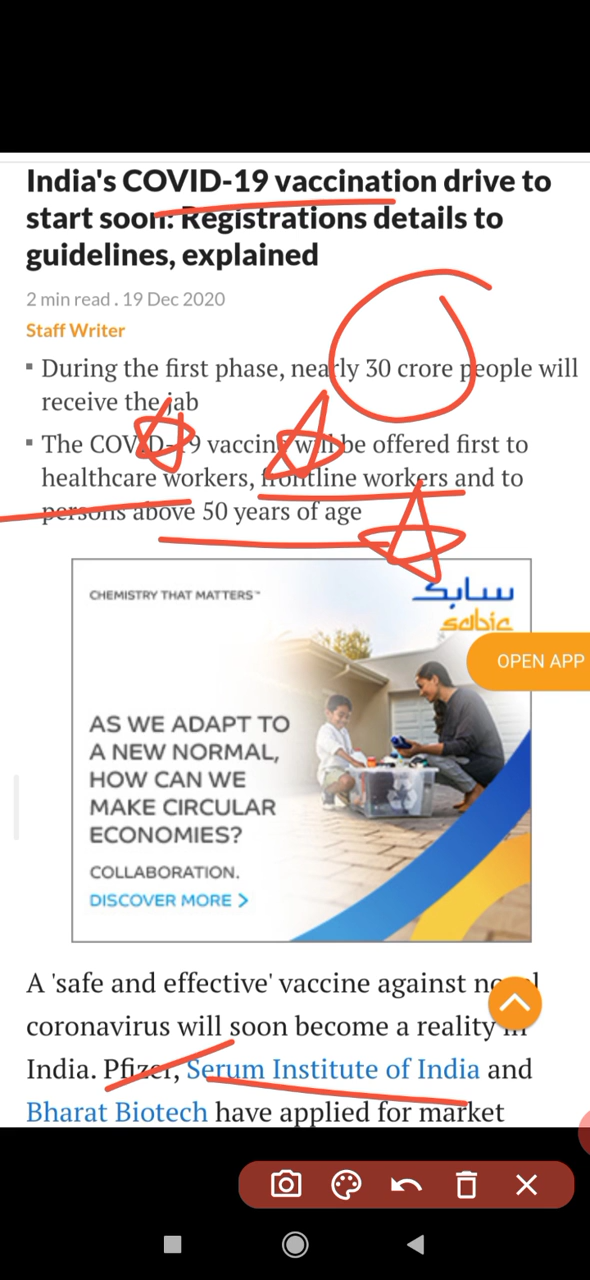 India's COVID-19 vaccination drive to
start soon: Registrations details to
guidelines, explained
2 min read . 19 Dec 2020
Staff Writer
▪ During the first phase, nearly 30 crore people will
receive the jab
▪ The COVID-19 vaccine will be offered first to
healthcare workers, frontline workers and to
persons above 50 years of age
CHEMISTRY THAT MATTERS™
سابك
sabic
OPEN APP
AS WE ADAPT TO
A NEW NORMAL,
HOW CAN WE
MAKE CIRCULAR
ECONOMIES?
COLLABORATION.
DISCOVER MORE >
A 'safe and effective' vaccine against novel
coronavirus will soon become a reality in
India. Pfizer, Serum Institute of India and
Bharat Biotech have applied for market